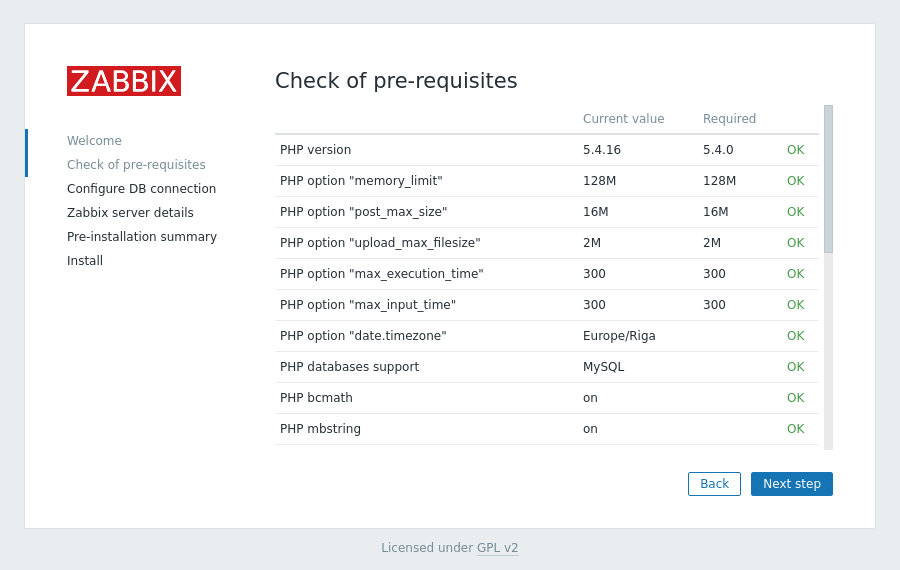 ZABBIX
Welcome
Check of pre-requisites
Configure DB connection
Zabbix server details
Pre-installation summary
Install
Check of pre-requisites
Current value Required
PHP version 5.4.16 5.4.0 OK
PHP option "memory_limit" 128M 128M OK
PHP option "post_max_size" 16M 16M OK
PHP option "upload_max_filesize" 2M 2M OK
PHP option "max_execution_time" 300 300 OK
PHP option "max_input_time" 300 300 OK
PHP option "date.timezone" Europe/Riga OK
PHP databases support MySQL OK
PHP bcmath on OK
PHP mbstring on OK
Back Next step
Licensed under GPL v2